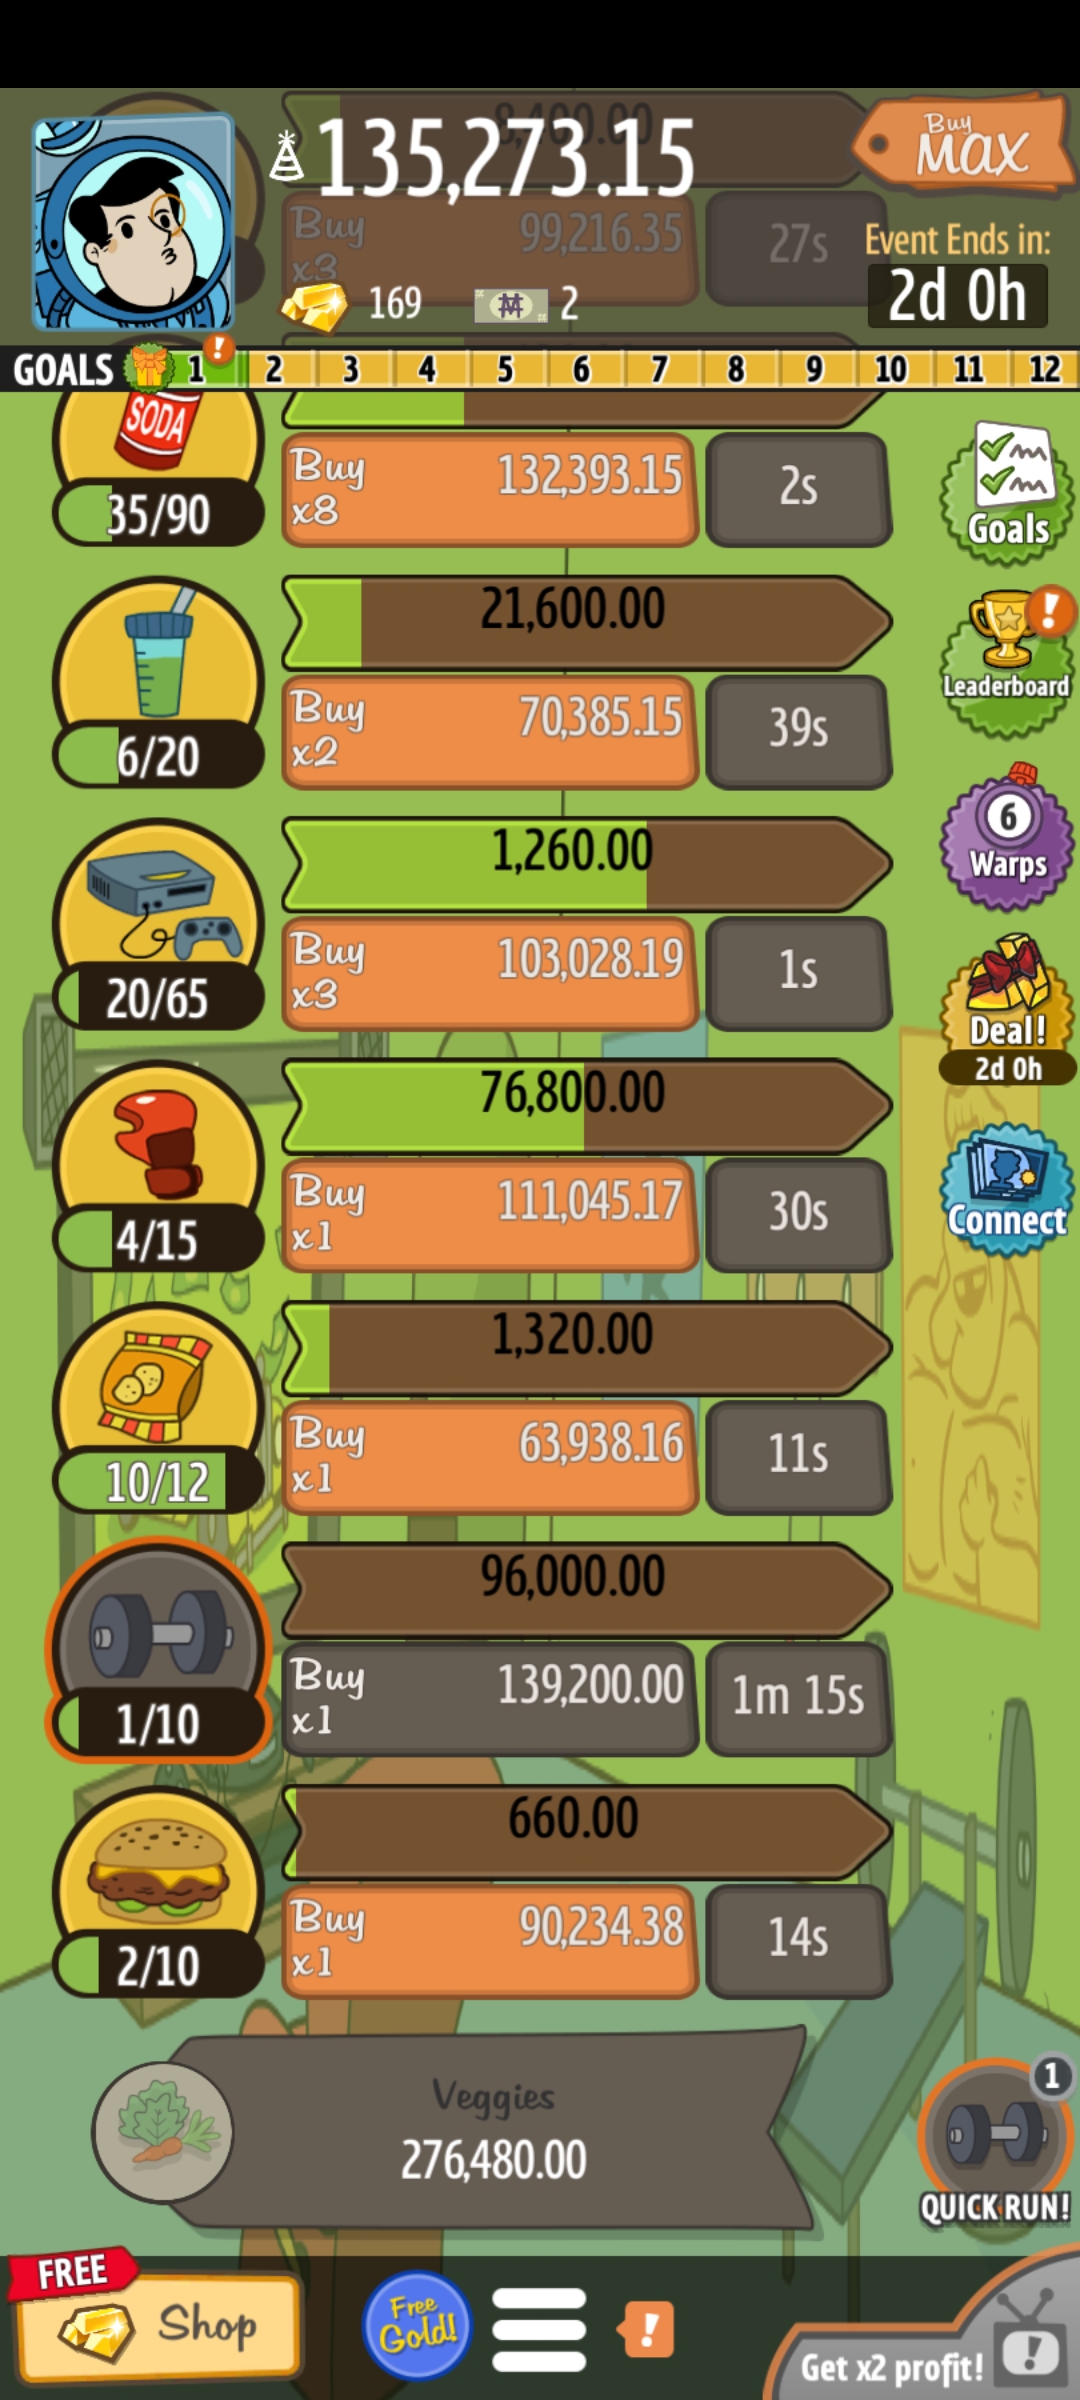 8,400.00
135,273.15
Buy
MAX
Buy
x3
99,216.35
27s
Event Ends in:
2d 0h
169
2
GOALS 1 ! 2 3 4 5 6 7 8 9 10 11 12
SODA
35/90
Buy
x8
132,393.15
2s
Goals
21,600.00
6/20
Buy
x2
70,385.15
39s
!
Leaderboard
1,260.00
20/65
Buy
x3
103,028.19
1s
6
Warps
76,800.00
4/15
Buy
x1
111,045.17
30s
Deal!
2d 0h
Connect
1,320.00
10/12
Buy
x1
63,938.16
11s
96,000.00
1/10
Buy
x1
139,200.00
1m 15s
660.00
2/10
Buy
x1
90,234.38
14s
Veggies
276,480.00
1
QUICK RUN!
FREE
Shop
Free
Gold!
!
Get x2 profit!
!